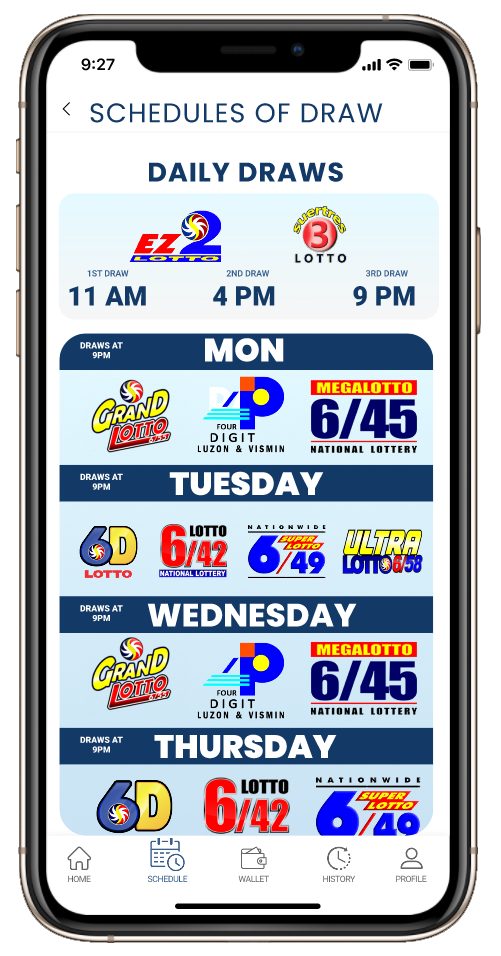 9:27
SCHEDULES OF DRAW
DAILY DRAWS
EZ2
LOTTO
suertres
3
LOTTO
1ST DRAW
2ND DRAW
3RD DRAW
11 AM
4 PM
9 PM
DRAWS AT
9PM
MON
GRAND
LOTTO
6/55
FOUR
DIGIT
LUZON & VISMIN
MEGALOTTO
6/45
NATIONAL LOTTERY
DRAWS AT
9PM
TUESDAY
6D
LOTTO
LOTTO
6/42
NATIONAL LOTTERY
NATIONWIDE
SUPER
LOTTO
6/49
ULTRA
LOTTO 6/58
DRAWS AT
9PM
WEDNESDAY
GRAND
LOTTO
6/55
FOUR
DIGIT
LUZON & VISMIN
MEGALOTTO
6/45
NATIONAL LOTTERY
DRAWS AT
9PM
THURSDAY
6D
LOTTO
6/42
NATIONWIDE
SUPER
LOTTO
6/49
HOME
SCHEDULE
WALLET
HISTORY
PROFILE